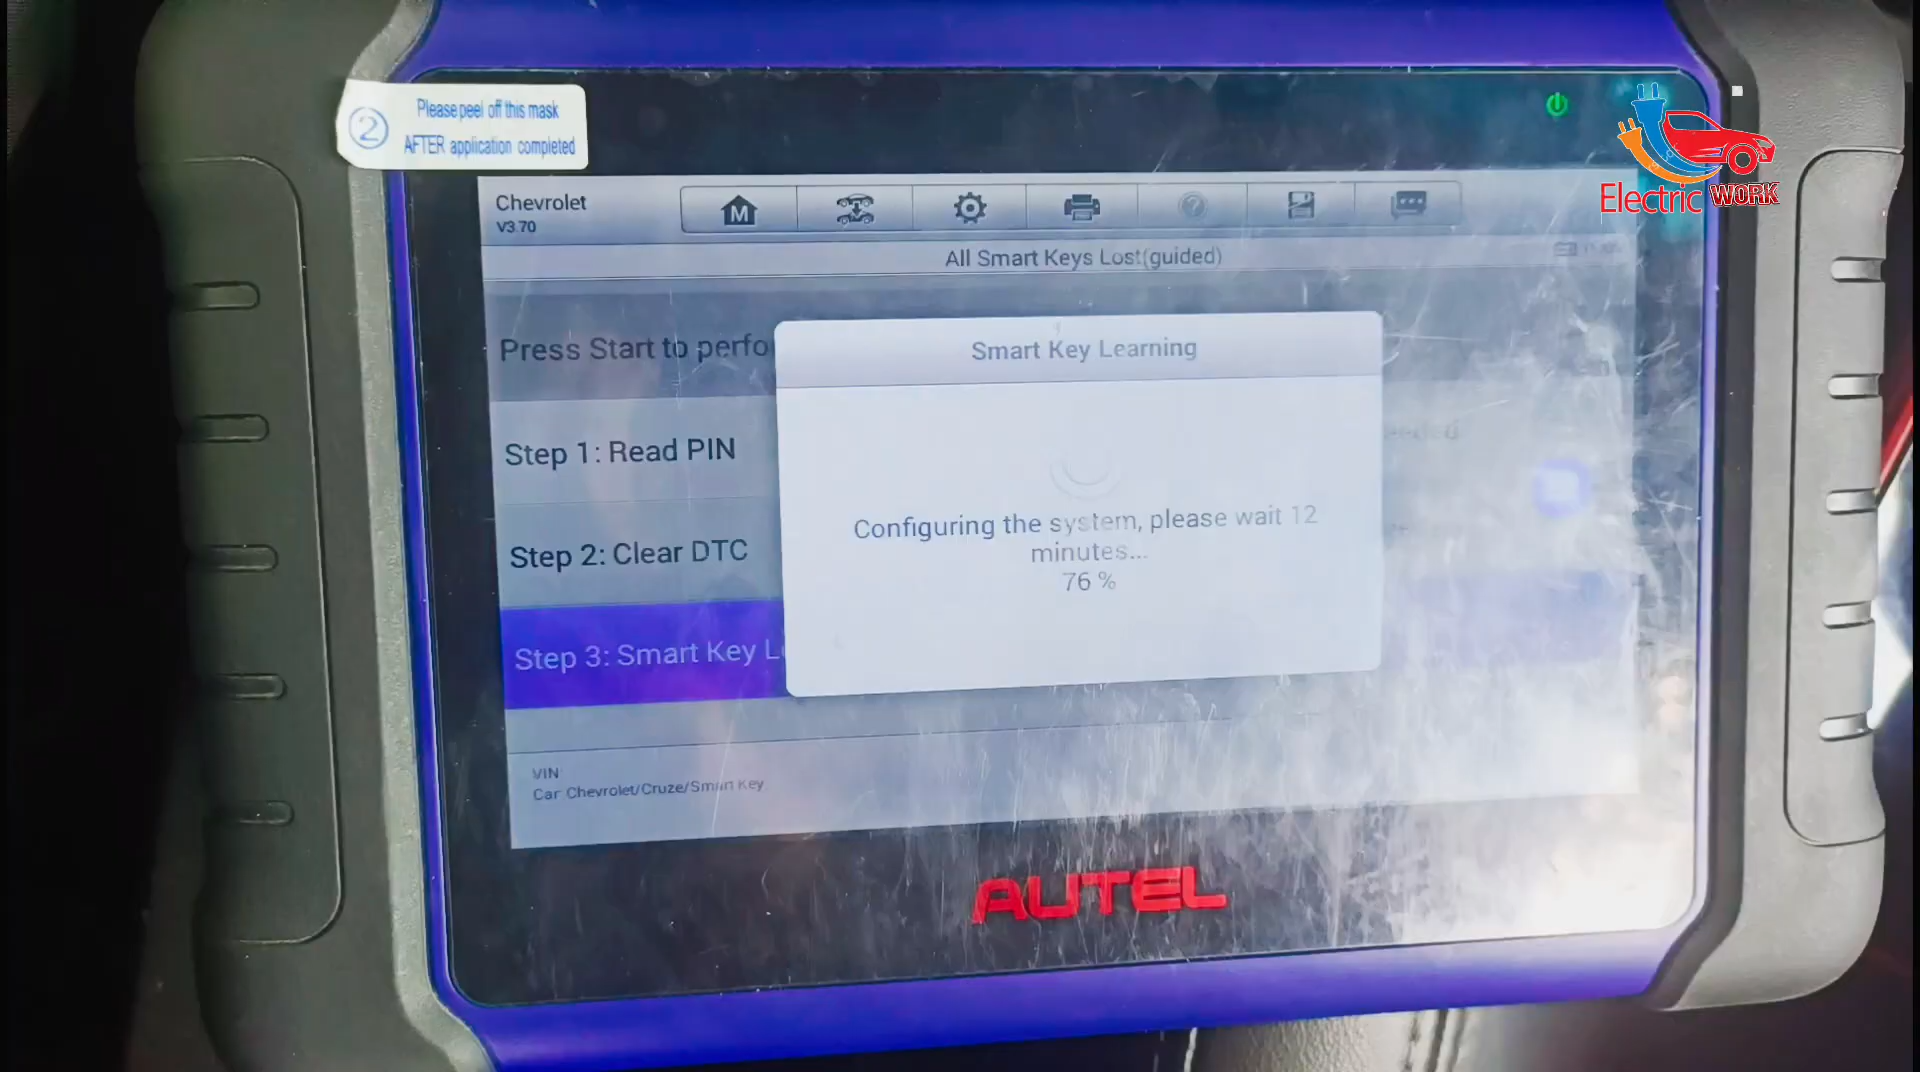 ② Please peel off this mask
AFTER application completed
Electric WORK
Chevrolet
V3.70
M
?
All Smart Keys Lost(guided)
Press Start to perfo
Smart Key Learning
Step 1: Read PIN
Configuring the system, please wait 12
minutes...
76 %
Step 2: Clear DTC
Step 3: Smart Key L
VIN:
Car Chevrolet/Cruze/Smart Key
AUTEL